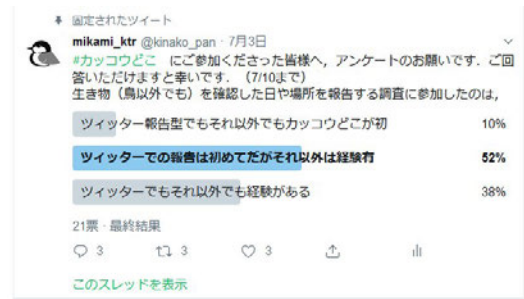 固定されたツイート
mikami_ktr @kinako_pan · 7月3日
#カッコウどこ にご参加くださった皆様へ，アンケートのお願いです．ご回
答いただけますと幸いです．（7/10まで）
生き物（鳥以外でも）を確認した日や場所を報告する調査に参加したのは，
ツイッター報告型でもそれ以外でもカッコウどこが初 10%
ツイッターでの報告は初めてだがそれ以外は経験有 52%
ツイッターでもそれ以外でも経験がある 38%
21票 · 最終結果
3 3 3
このスレッドを表示